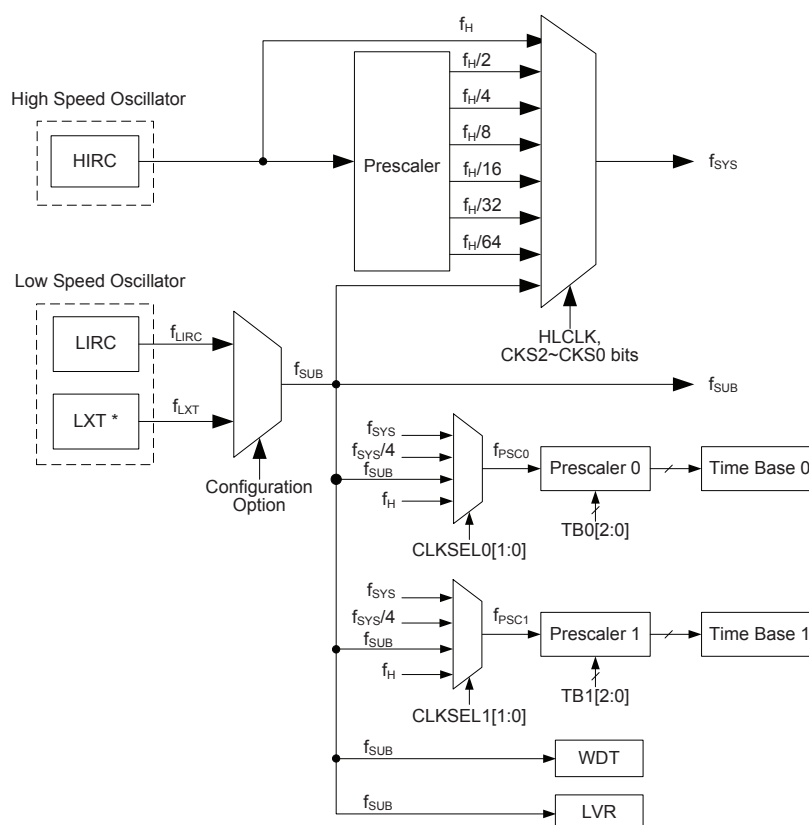 fH
fH/2
High Speed Oscillator
fH/4
HIRC
fH/8
Prescaler
fSYS
fH/16
fH/32
fH/64
Low Speed Oscillator
LIRC
fLIRC
HLCLK,
CKS2~CKS0 bits
fSUB
fSUB
LXT *
fLXT
fSYS
fSYS/4
fSUB
fH
fPSC0
Prescaler 0
Time Base 0
Configuration
Option
TB0[2:0]
CLKSEL0[1:0]
fSYS
fSYS/4
fSUB
fH
fPSC1
Prescaler 1
Time Base 1
TB1[2:0]
CLKSEL1[1:0]
fSUB
WDT
fSUB
LVR